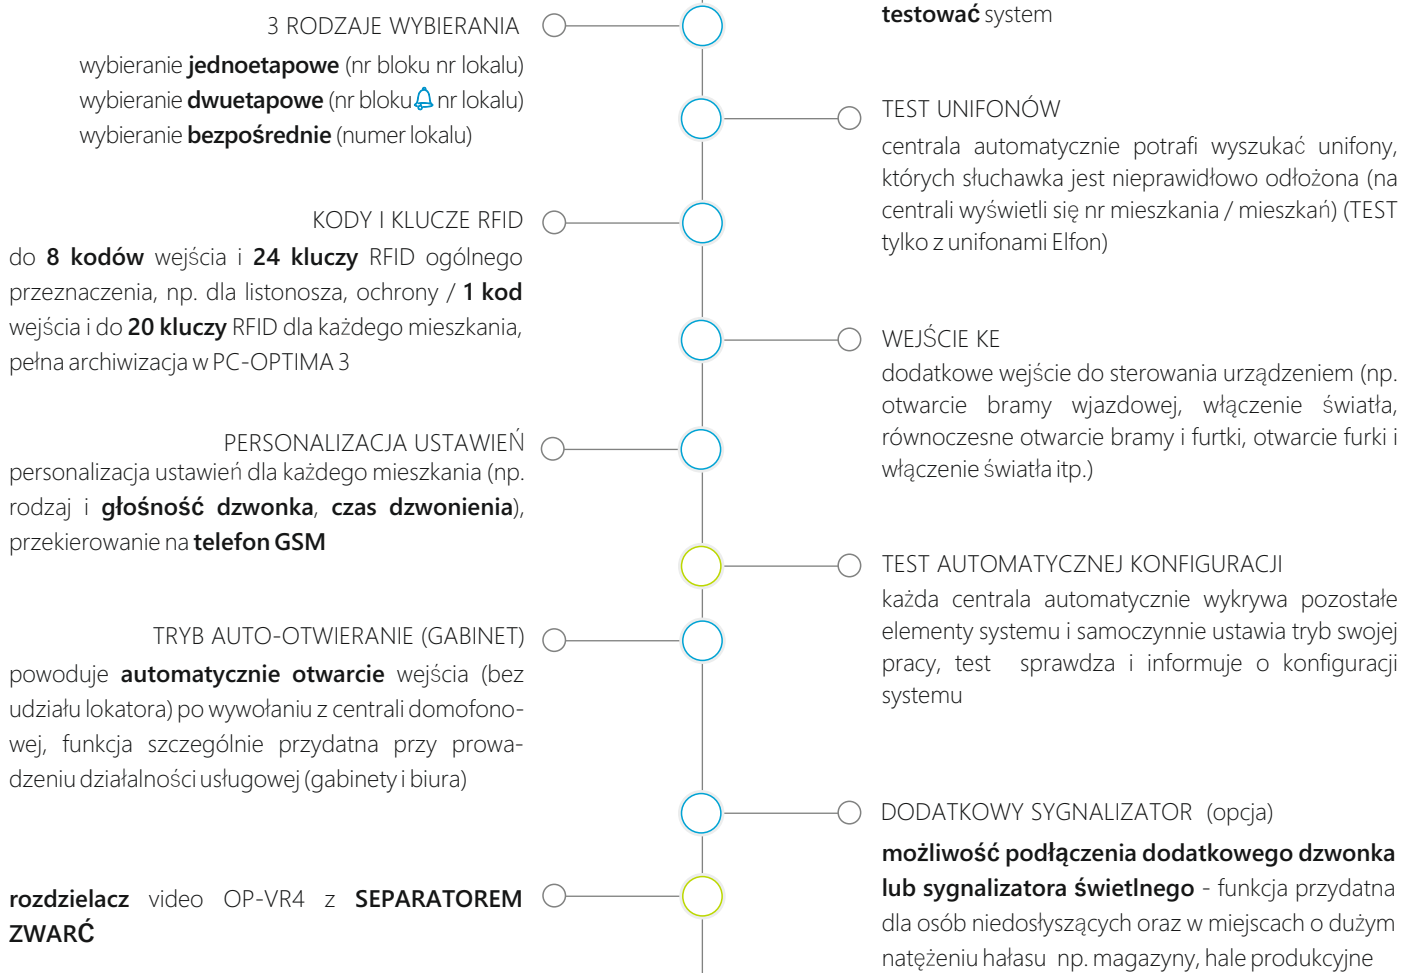 3 RODZAJE WYBIERANIA
wybieranie jednoetapowe (nr bloku nr lokalu)
wybieranie dwuetapowe (nr bloku nr lokalu)
wybieranie bezpośrednie (numer lokalu)
KODY I KLUCZE RFID
do 8 kodów wejścia i 24 kluczy RFID ogólnego
przeznaczenia, np. dla listonosza, ochrony / 1 kod
wejścia i do 20 kluczy RFID dla każdego mieszkania,
pełna archiwizacja w PC-OPTIMA 3
PERSONALIZACJA USTAWIEŃ
personalizacja ustawień dla każdego mieszkania (np.
rodzaj i głośność dzwonka, czas dzwonienia),
przekierowanie na telefon GSM
TRYB AUTO-OTWIERANIE (GABINET)
powoduje automatycznie otwarcie wejścia (bez
udziału lokatora) po wywołaniu z centrali domofono-
wej, funkcja szczególnie przydatna przy prowa-
dzeniu działalności usługowej (gabinety i biura)
rozdzielacz video OP-VR4 z SEPARATOREM
ZWARĆ
testować system
TEST UNIFONÓW
centrala automatycznie potrafi wyszukać unifony,
których słuchawka jest nieprawidłowo odłożona (na
centrali wyświetli się nr mieszkania / mieszkań) (TEST
tylko z unifonami Elfon)
WEJŚCIE KE
dodatkowe wejście do sterowania urządzeniem (np.
otwarcie bramy wjazdowej, włączenie światła,
równoczesne otwarcie bramy i furtki, otwarcie furki i
włączenie światła itp.)
TEST AUTOMATYCZNEJ KONFIGURACJI
każda centrala automatycznie wykrywa pozostałe
elementy systemu i samoczynnie ustawia tryb swojej
pracy, test sprawdza i informuje o konfiguracji
systemu
DODATKOWY SYGNALIZATOR (opcja)
możliwość podłączenia dodatkowego dzwonka
lub sygnalizatora świetlnego - funkcja przydatna
dla osób niedosłyszących oraz w miejscach o dużym
natężeniu hałasu np. magazyny, hale produkcyjne